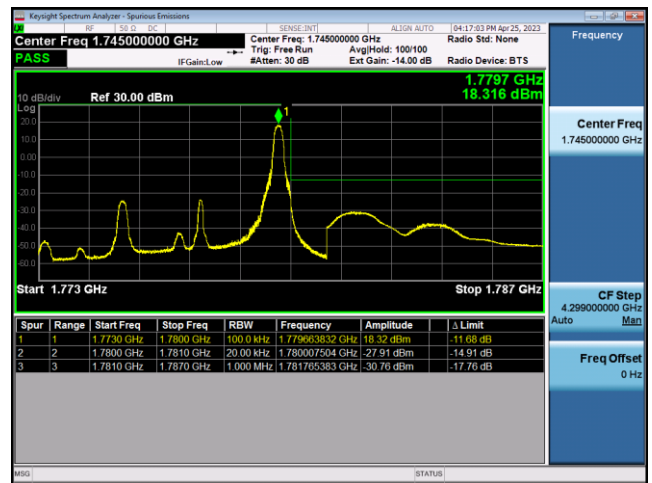 Keysight Spectrum Analyzer - Spurious Emissions
RF 50 Ω DC SENSE:INT ALIGN AUTO 04:17:03 PM Apr 25, 2023
Center Freq 1.745000000 GHz Center Freq: 1.745000000 GHz Radio Std: None
Trig: Free Run Avg|Hold: 100/100
PASS IFGain:Low #Atten: 30 dB Ext Gain: -14.00 dB Radio Device: BTS
1.7797 GHz
18.316 dBm
10 dB/div Ref 30.00 dBm
Log
1
20.0
10.0
0.00
-10.0
-20.0
-30.0
-40.0
-50.0
-60.0
Start 1.773 GHz Stop 1.787 GHz
Spur Range Start Freq Stop Freq RBW Frequency Amplitude Δ Limit
1 1 1.7730 GHz 1.7800 GHz 100.0 kHz 1.779663832 GHz 18.32 dBm -11.68 dB
2 2 1.7800 GHz 1.7810 GHz 20.00 kHz 1.780007504 GHz -27.91 dBm -14.91 dB
3 3 1.7810 GHz 1.7870 GHz 1.000 MHz 1.781765383 GHz -30.76 dBm -17.76 dB
Frequency
Center Freq
1.745000000 GHz
CF Step
4.299000000 GHz
Auto Man
Freq Offset
0 Hz
MSG STATUS